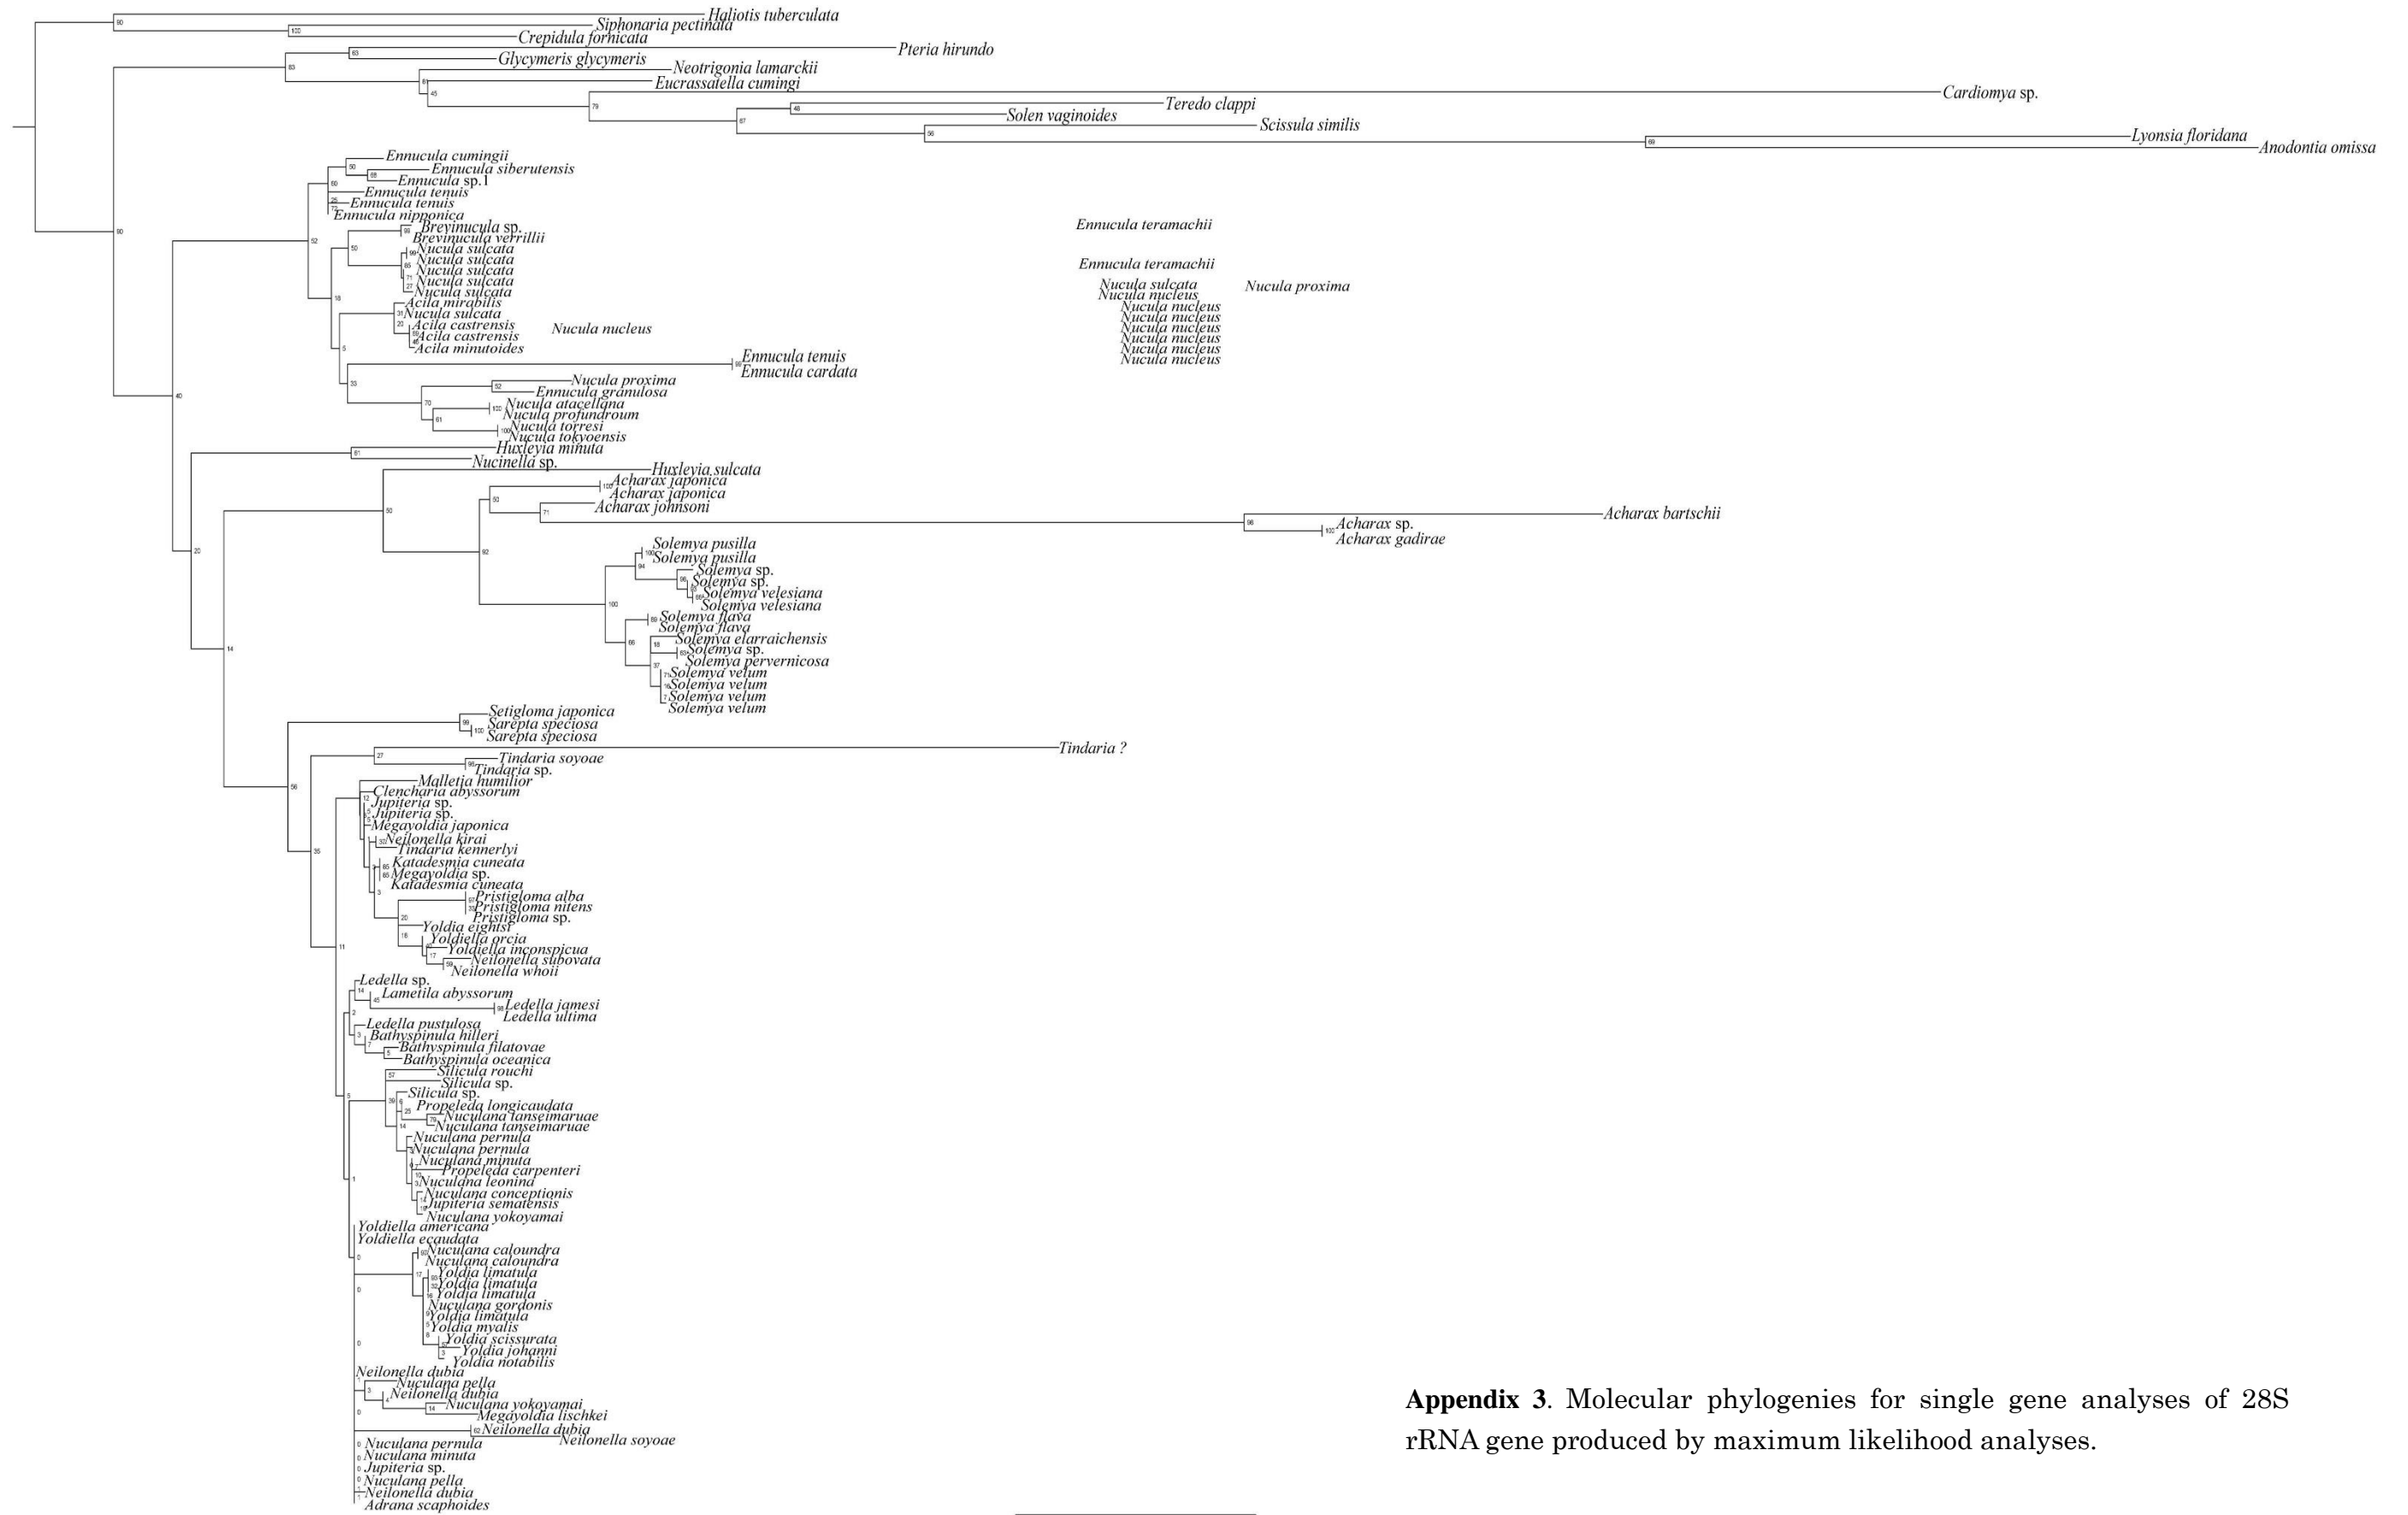 Haliotis tuberculata
Siphonaria pectinata
Crepidula fornicata
Pteria hirundo
Glycymeris glycymeris
Neotrigonia lamarckii
Eucrassatella cumingi
Cardiomya sp.
Teredo clappi
Solen vaginoides
Scissula similis
Lyonsia floridana
Anodontia omissa
Ennucula cumingii
Ennucula siberutensis
Ennucula sp.1
Ennucula tenuis
Ennucula tenuis
Ennucula nipponica
Brevinucula sp.
Brevinucula verrillii
Nucula sulcata
Nucula sulcata
Nucula sulcata
Nucula sulcata
Nucula sulcata
Acila mirabilis
Nucula sulcata
Acila castrensis
Acila castrensis
Acila minutoides
Nucula nucleus
Ennucula teramachii
Ennucula teramachii
Nucula sulcata
Nucula proxima
Nucula nucleus
Nucula nucleus
Nucula nucleus
Nucula nucleus
Nucula nucleus
Nucula nucleus
Nucula nucleus
Ennucula tenuis
Ennucula cardata
Nucula proxima
Ennucula granulosa
Nucula atacellana
Nucula profundroum
Nucula torresi
Nucula tokyoensis
Huxleyia minuta
Nucinella sp.
Huxleyia sulcata
Acharax japonica
Acharax japonica
Acharax johnsoni
Acharax bartschii
Acharax sp.
Acharax gadirae
Solemya pusilla
Solemya pusilla
Solemya sp.
Solemya sp.
Solemya velesiana
Solemya velesiana
Solemya flava
Solemya flava
Solemya elarraichensis
Solemya sp.
Solemya pervernicosa
Solemya velum
Solemya velum
Solemya velum
Solemya velum
Setigloma japonica
Sarepta speciosa
Sarepta speciosa
Tindaria ?
Tindaria soyoae
Tindaria sp.
Malletia humilior
Clencharia abyssorum
Jupiteria sp.
Jupiteria sp.
Megayoldia japonica
Neilonella kirai
Tindaria kennerlyi
Katadesmia cuneata
Megayoldia sp.
Katadesmia cuneata
Pristigloma alba
Pristigloma nitens
Pristigloma sp.
Yoldia eightsi
Yoldiella orcia
Yoldiella inconspicua
Neilonella subovata
Neilonella whoii
Ledella sp.
Lametila abyssorum
Ledella jamesi
Ledella ultima
Ledella pustulosa
Bathyspinula hilleri
Bathyspinula filatovae
Bathyspinula oceanica
Silicula rouchi
Silicula sp.
Silicula sp.
Propeleda longicaudata
Nuculana tanseimaruae
Nuculana tanseimaruae
Nuculana pernula
Nuculana pernula
Nuculana minuta
Propeleda carpenteri
Nuculana leonina
Nuculana conceptionis
Jupiteria sematensis
Nuculana yokoyamai
Yoldiella americana
Yoldiella ecaudata
Nuculana caloundra
Nuculana caloundra
Yoldia limatula
Yoldia limatula
Yoldia limatula
Nuculana gordonis
Yoldia limatula
Yoldia myalis
Yoldia scissurata
Yoldia johanni
Yoldia notabilis
Neilonella dubia
Nuculana pella
Neilonella dubia
Nuculana yokoyamai
Megayoldia lischkei
Neilonella dubia
Neilonella soyoae
Nuculana pernula
Nuculana minuta
Jupiteria sp.
Nuculana pella
Neilonella dubia
Adrana scaphoides
Appendix 3. Molecular phylogenies for single gene analyses of 28S
rRNA gene produced by maximum likelihood analyses.